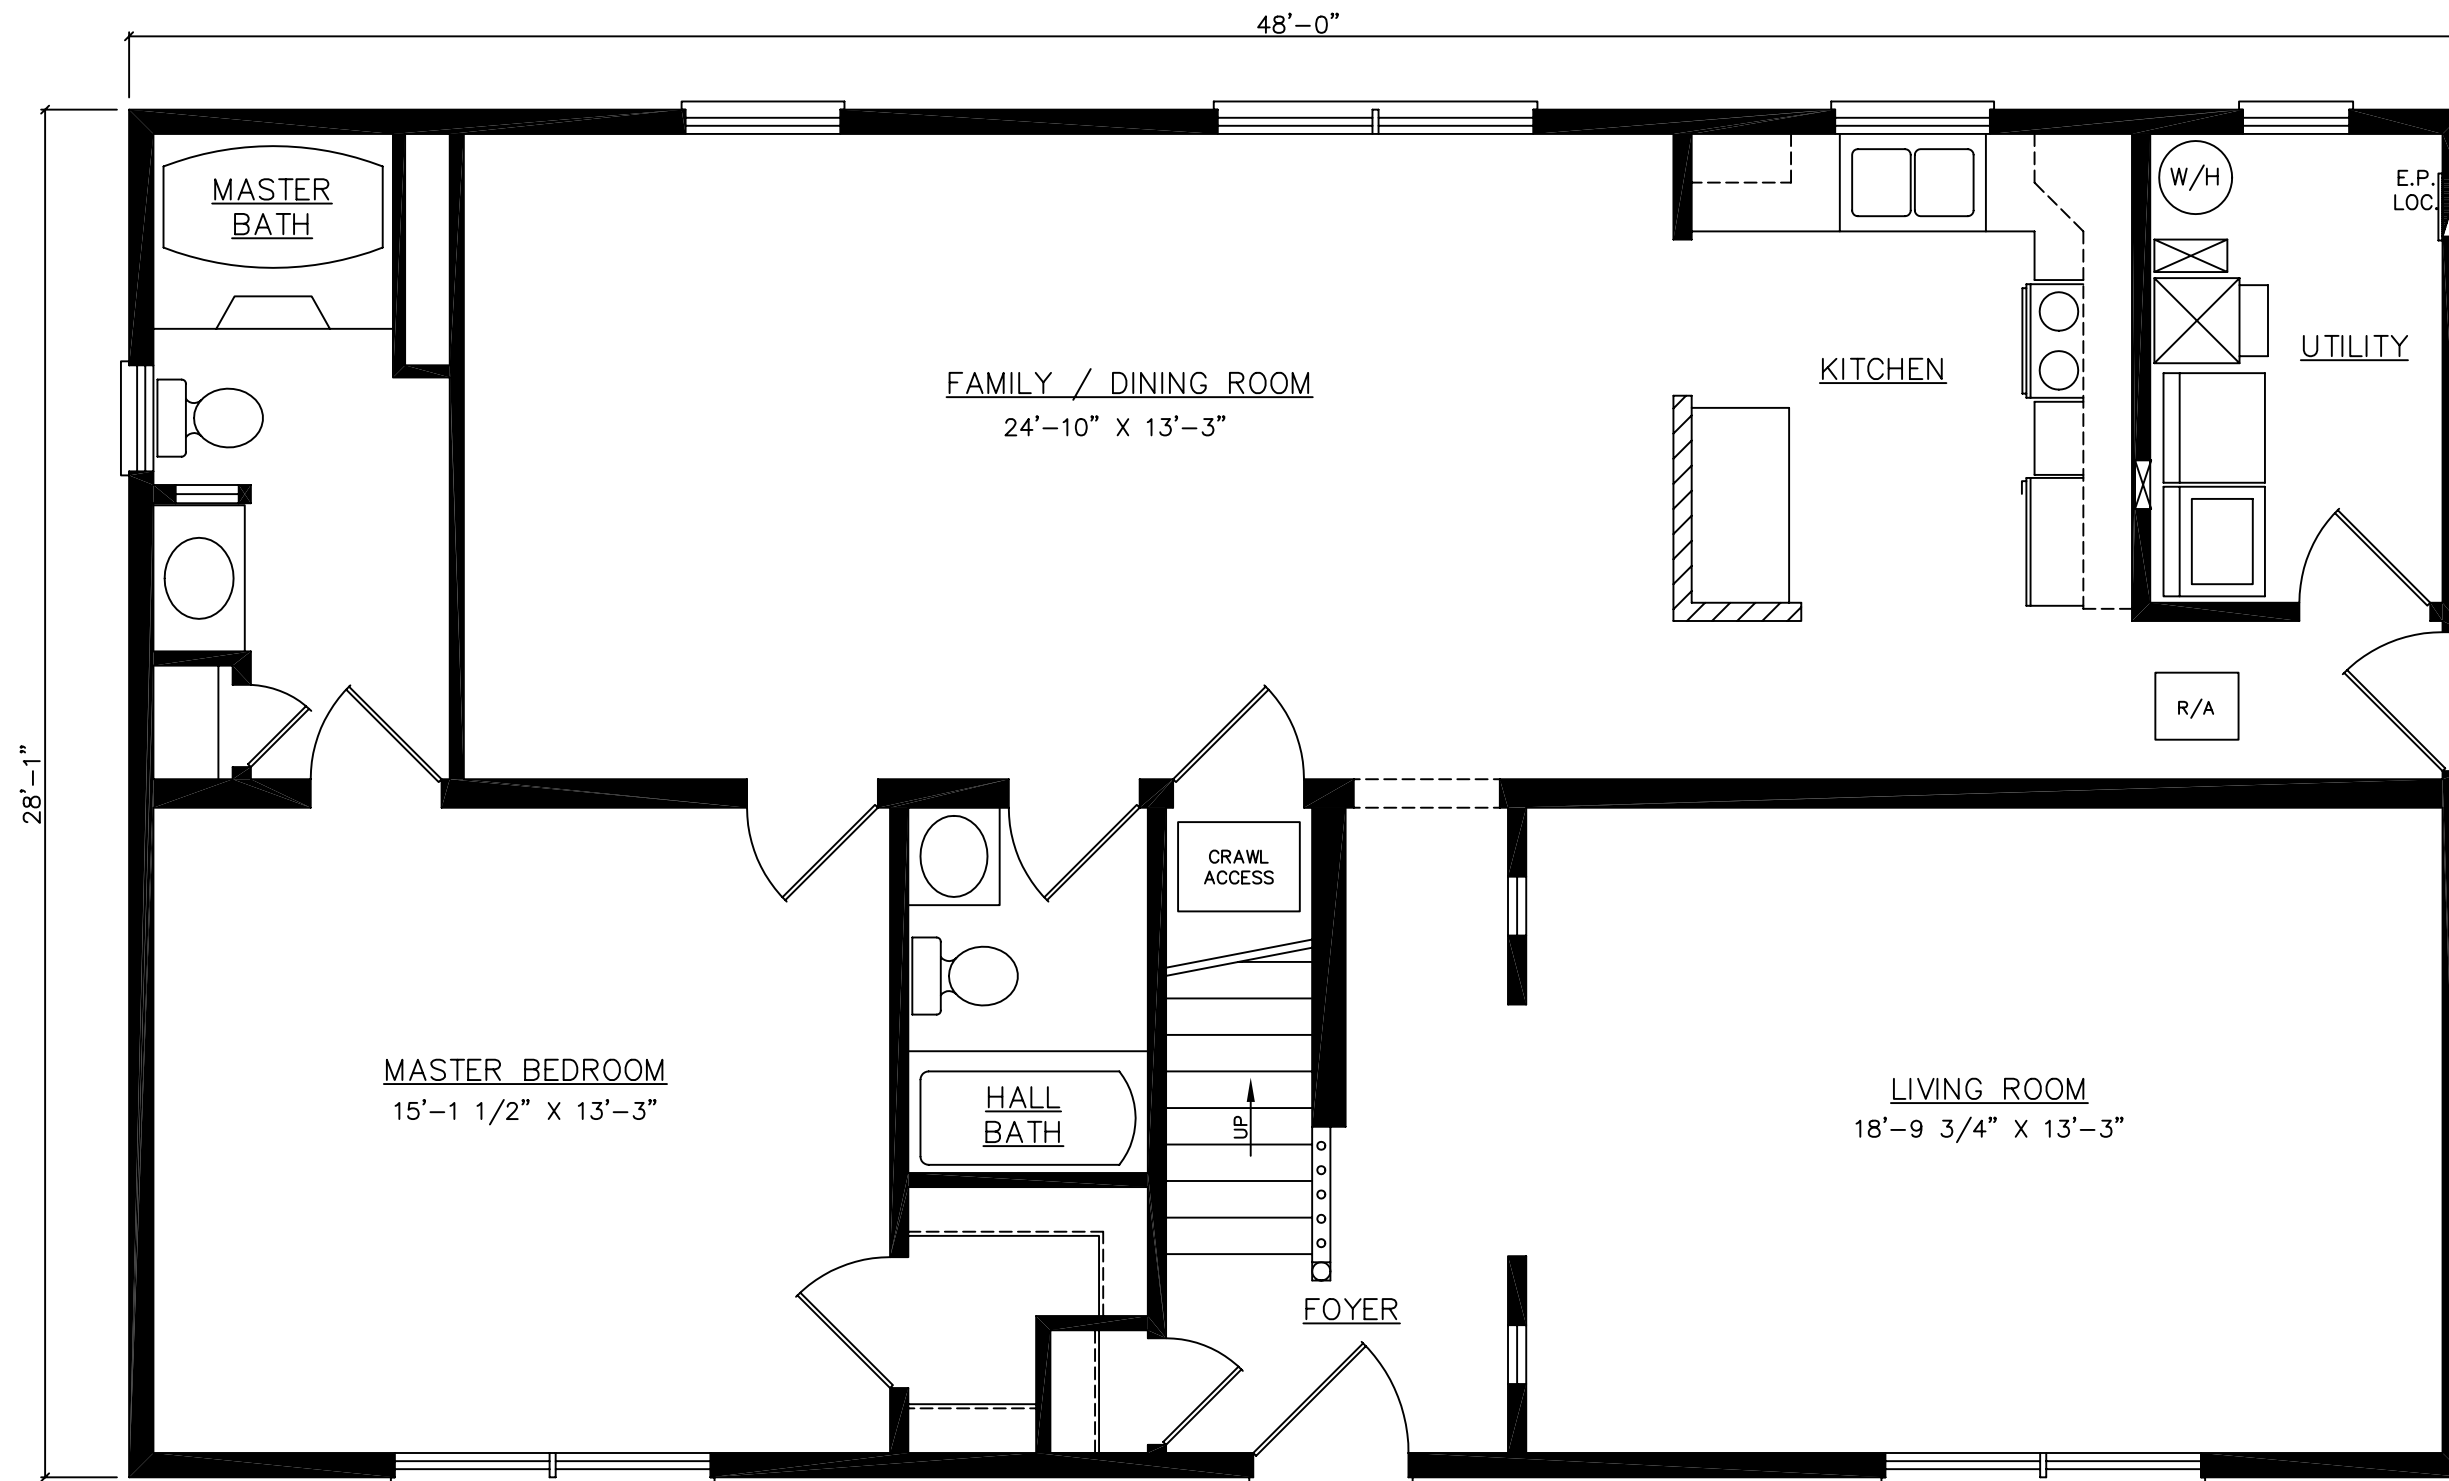 48'-0"
MASTER
BATH
W/H
E.P.
LOC.
UTILITY
FAMILY / DINING ROOM
24'-10" X 13'-3"
KITCHEN
R/A
28'-1"
CRAWL
ACCESS
MASTER BEDROOM
15'-1 1/2" X 13'-3"
HALL
BATH
UP
LIVING ROOM
18'-9 3/4" X 13'-3"
FOYER